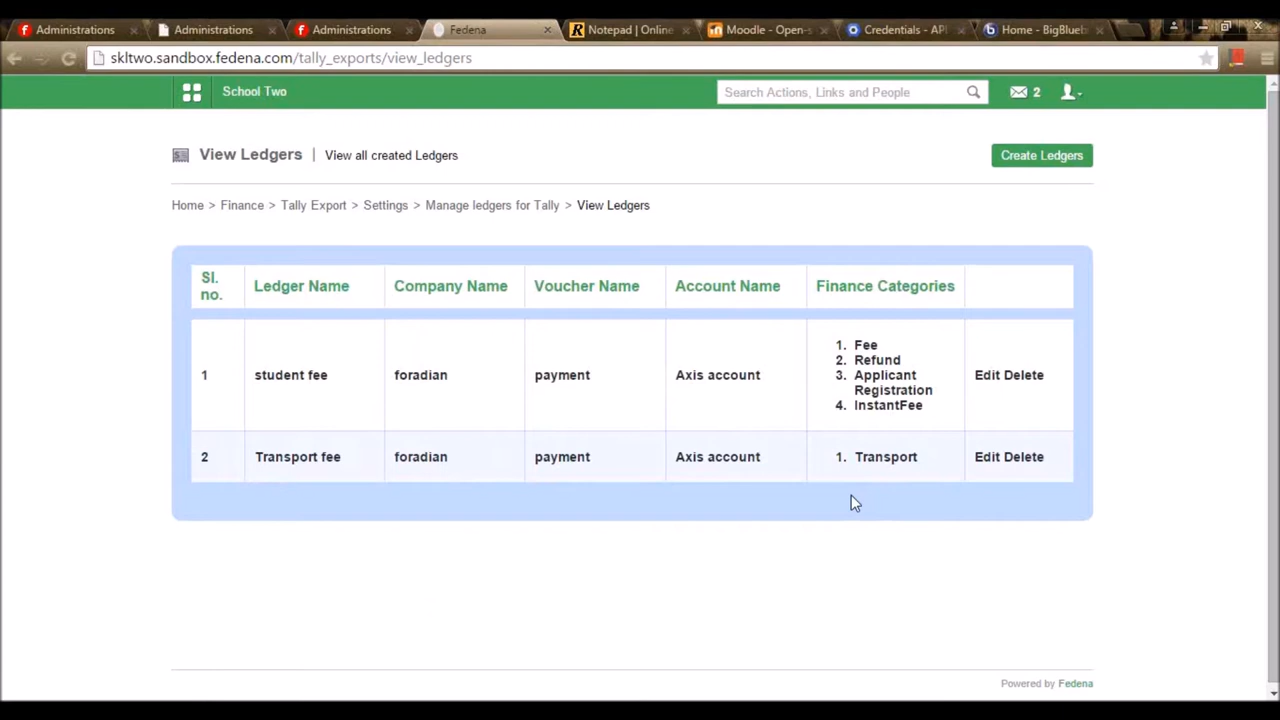 Administrations
Administrations
Administrations
Fedena
Notepad | Online
Moodle - Open-s
Credentials - API
Home - BigBlueb
skltwo.sandbox.fedena.com/tally_exports/view_ledgers
School Two
Search Actions, Links and People
2
View Ledgers | View all created Ledgers
Create Ledgers
Home > Finance > Tally Export > Settings > Manage ledgers for Tally > View Ledgers
Sl. no. Ledger Name Company Name Voucher Name Account Name Finance Categories
1 student fee foradian payment Axis account
1. Fee
2. Refund
3. Applicant
Registration
4. InstantFee
Edit Delete
2 Transport fee foradian payment Axis account 1. Transport Edit Delete
Powered by Fedena